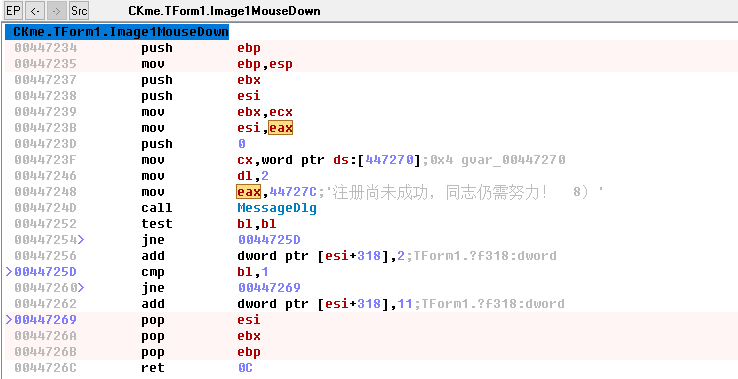 EP <- -> Src CKme.TForm1.Image1MouseDown
CKme.TForm1.Image1MouseDown
00447234 push ebp
00447235 mov ebp,esp
00447237 push ebx
00447238 push esi
00447239 mov ebx,ecx
0044723B mov esi,eax
0044723D push 0
0044723F mov cx,word ptr ds:[447270];0x4 gvar_00447270
00447246 mov dl,2
00447248 mov eax,44727C;'注册尚未成功，同志仍需努力！ 8）'
0044724D call MessageDlg
00447252 test bl,bl
00447254> jne 0044725D
00447256 add dword ptr [esi+318],2;TForm1.?f318:dword
>0044725D cmp bl,1
00447260> jne 00447269
00447262 add dword ptr [esi+318],11;TForm1.?f318:dword
>00447269 pop esi
0044726A pop ebx
0044726B pop ebp
0044726C ret 0C